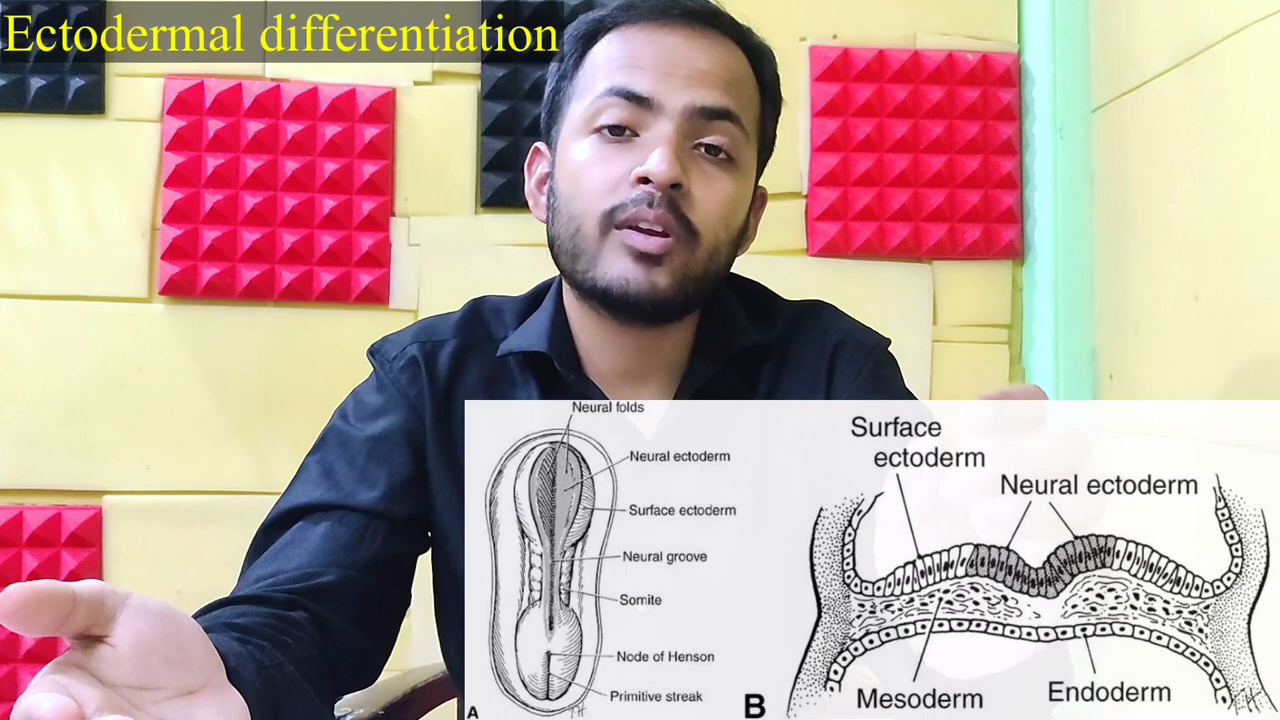 Ectodermal differentiation
Neural folds
Neural ectoderm
Surface ectoderm
Neural groove
Somite
Node of Henson
Primitive streak
A
Surface
ectoderm
Neural ectoderm
Mesoderm
Endoderm
B